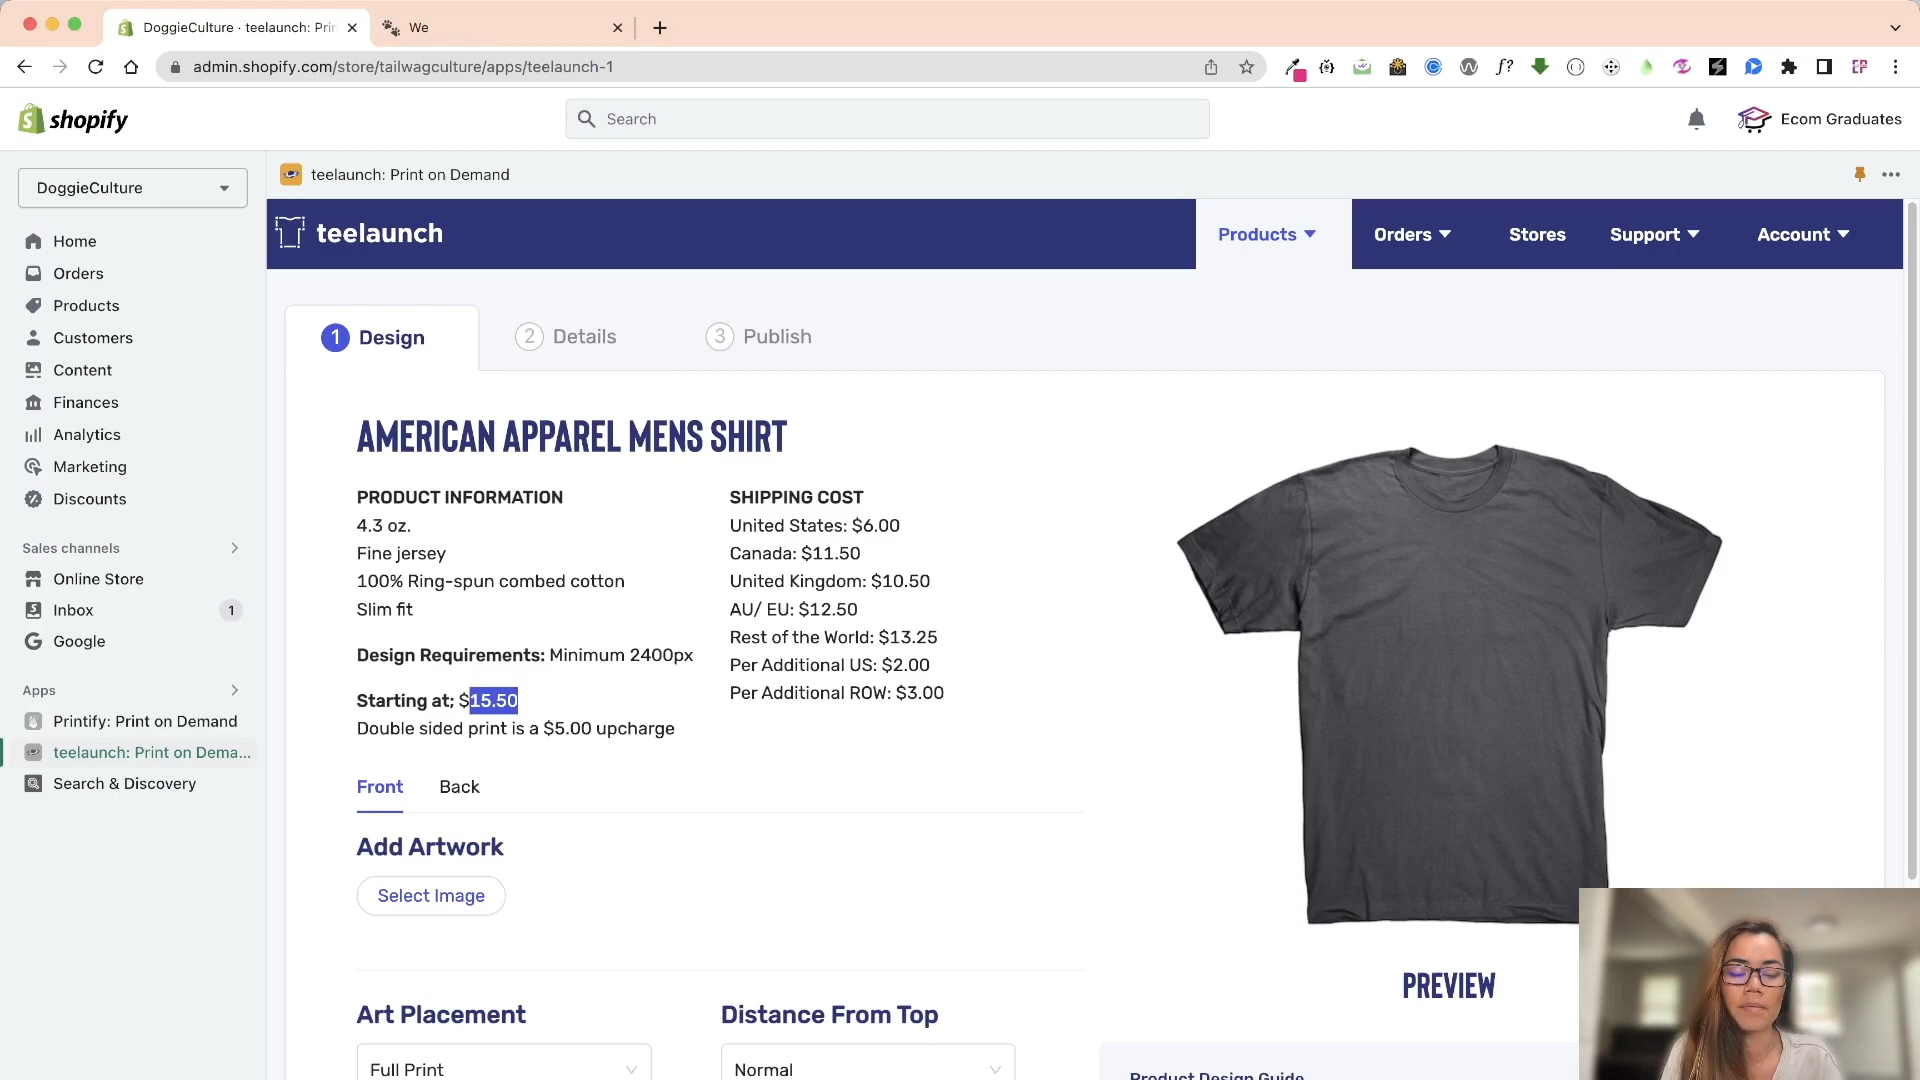 DoggieCulture · teelaunch: Prin
We
admin.shopify.com/store/tailwagculture/apps/teelaunch-1
f?
shopify
Search
Ecom Graduates
DoggieCulture
teelaunch: Print on Demand
teelaunch
Products
Orders
Stores
Support
Account
Home
Orders
Products
Customers
Content
Finances
Analytics
Marketing
Discounts
Sales channels
Online Store
Inbox
1
Google
Apps
Printify: Print on Demand
teelaunch: Print on Dema...
Search & Discovery
1 Design
2 Details
3 Publish
AMERICAN APPAREL MENS SHIRT
PRODUCT INFORMATION
4.3 oz.
Fine jersey
100% Ring-spun combed cotton
Slim fit
Design Requirements: Minimum 2400px
Starting at; $15.50
Double sided print is a $5.00 upcharge
SHIPPING COST
United States: $6.00
Canada: $11.50
United Kingdom: $10.50
AU/ EU: $12.50
Rest of the World: $13.25
Per Additional US: $2.00
Per Additional ROW: $3.00
Front
Back
Add Artwork
Select Image
Art Placement
Full Print
Distance From Top
Normal
PREVIEW
Product Design Guide